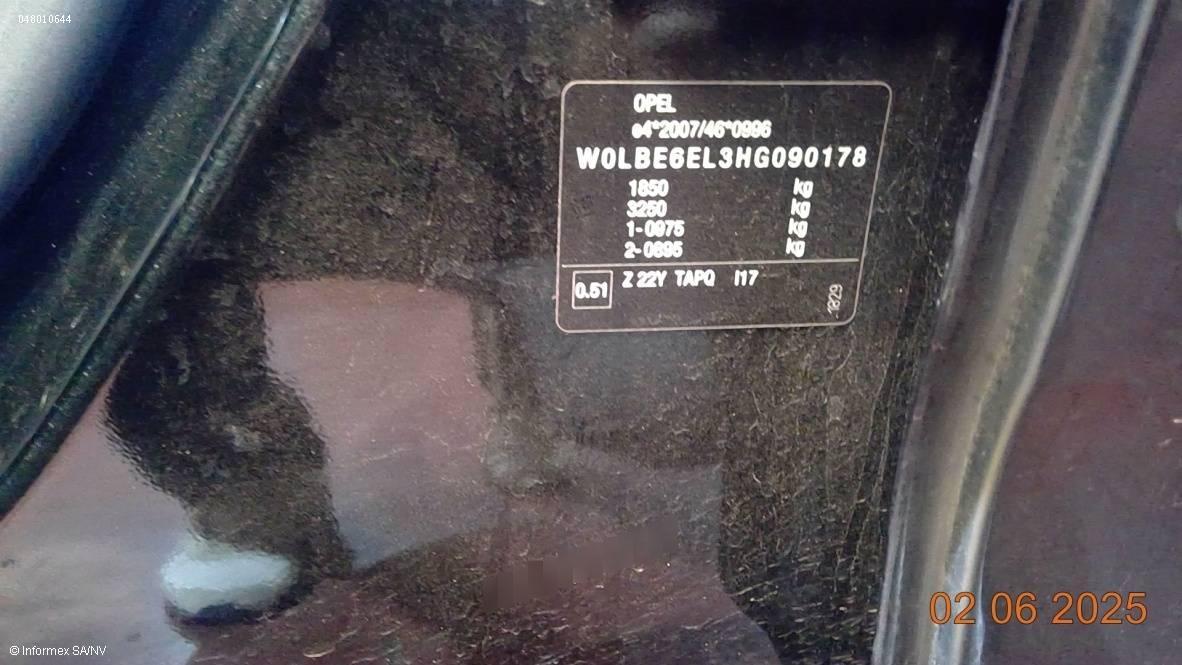 048010644
OPEL
e4*2007/46*0996
W0LBE6EL3HG090178
1850 kg
3250 kg
1-0975 kg
2-0895 kg
0.51 Z 22Y TAPQ I17
1829
02 06 2025
© Informex SA/NV